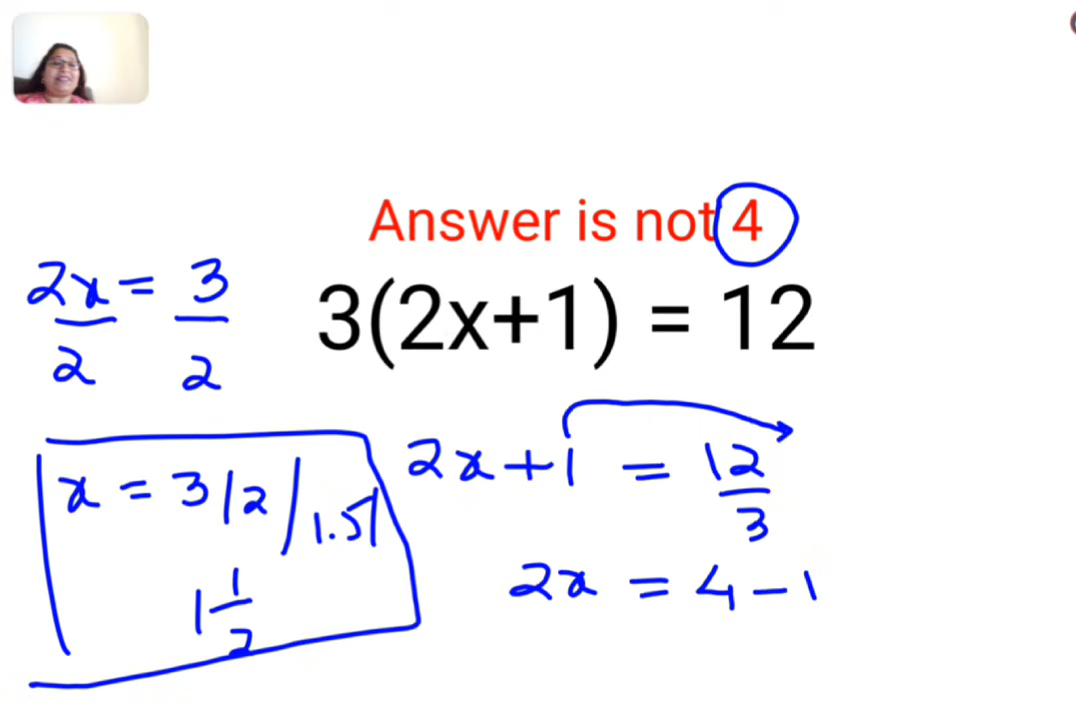 Answer is not 4
3(2x+1) = 12
2x+1 = 12/3
2x = 4-1
2x/2 = 3/2
x = 3/2 / 1.5
1 1/2